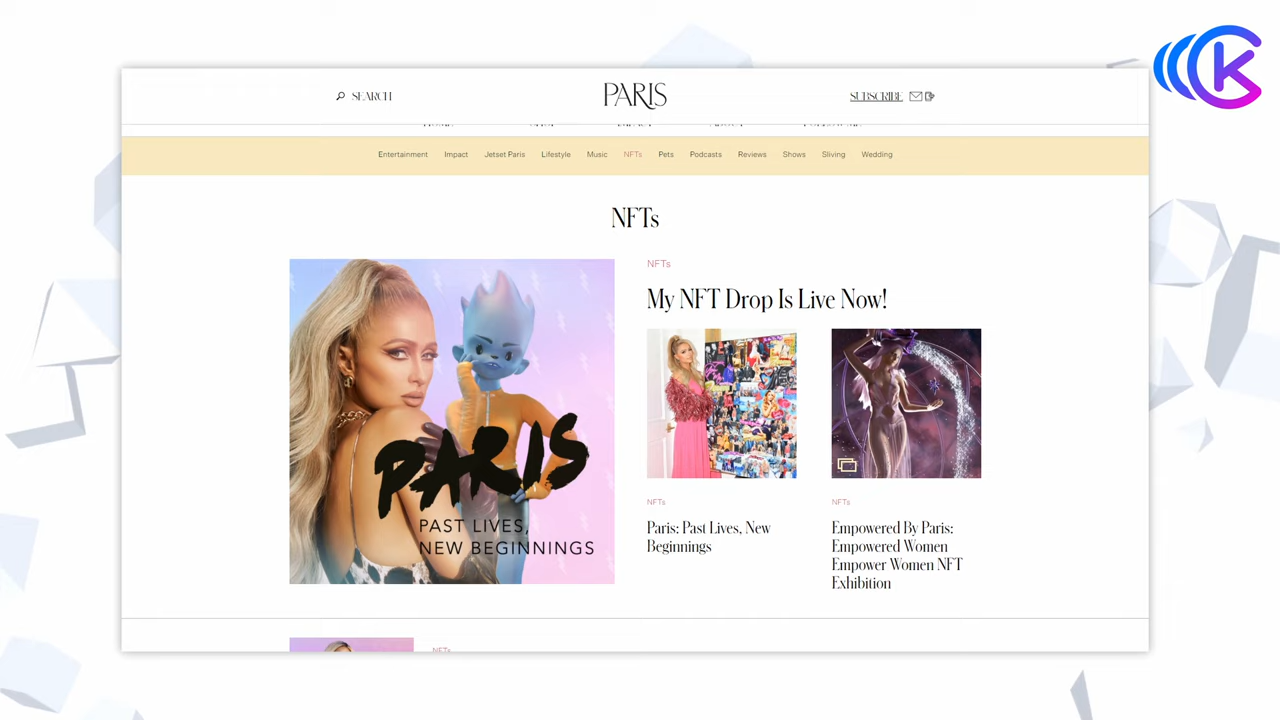 SEARCH
PARIS
SUBSCRIBE
Entertainment Impact Jetset Paris Lifestyle Music NFTs Pets Podcasts Reviews Shows Sliving Wedding
NFTs
PARIS
PAST LIVES,
NEW BEGINNINGS
NFTs
My NFT Drop Is Live Now!
NFTs
Paris: Past Lives, New
Beginnings
NFTs
Empowered By Paris:
Empowered Women
Empower Women NFT
Exhibition
NFTs